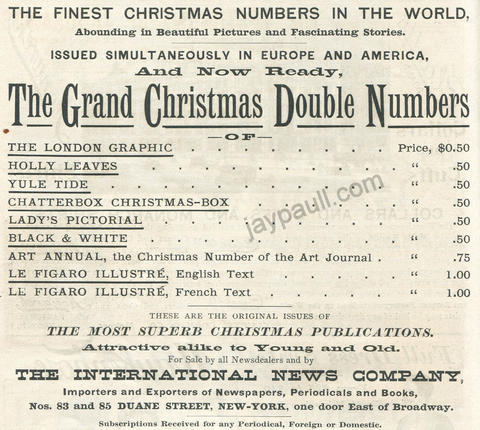 THE FINEST CHRISTMAS NUMBERS IN THE WORLD,
Abounding in Beautiful Pictures and Fascinating Stories.
ISSUED SIMULTANEOUSLY IN EUROPE AND AMERICA,
And Now Ready,
The Grand Christmas Double Numbers
—OF—
THE LONDON GRAPHIC . . . . . . Price, $0.50
HOLLY LEAVES . . . . . . . " .50
YULE TIDE . . . . . . . . " .50
CHATTERBOX CHRISTMAS-BOX . . . . . " .50
LADY'S PICTORIAL . . . . . . . " .50
BLACK & WHITE . . . . . . . " .50
ART ANNUAL, the Christmas Number of the Art Journal . " .75
LE FIGARO ILLUSTRÉ, English Text . . . . " 1.00
LE FIGARO ILLUSTRÉ, French Text . . . . " 1.00
jaypaull.com
THESE ARE THE ORIGINAL ISSUES OF
THE MOST SUPERB CHRISTMAS PUBLICATIONS.
Attractive alike to Young and Old.
For Sale by all Newsdealers and by
THE INTERNATIONAL NEWS COMPANY,
Importers and Exporters of Newspapers, Periodicals and Books,
Nos. 83 and 85 DUANE STREET, NEW-YORK, one door East of Broadway.
Subscriptions Received for any Periodical, Foreign or Domestic.